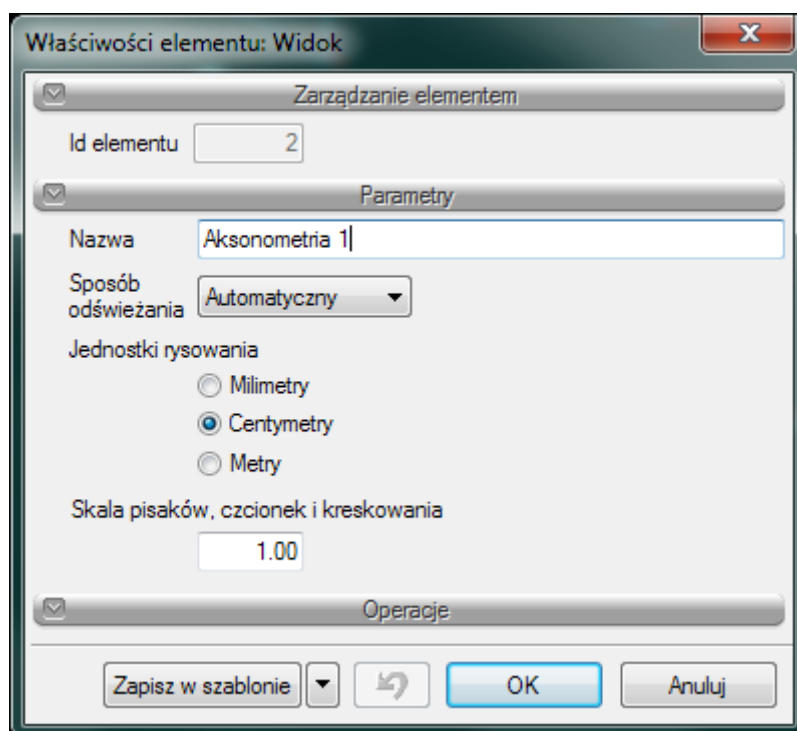 Właściwości elementu: Widok
Zarządzanie elementem
Id elementu 2
Parametry
Nazwa Aksonometria 1
Sposób
odświeżania Automatyczny
Jednostki rysowania
Milimetry
Centymetry
Metry
Skala pisaków, czcionek i kreskowania
1.00
Operacje
Zapisz w szablonie OK Anuluj